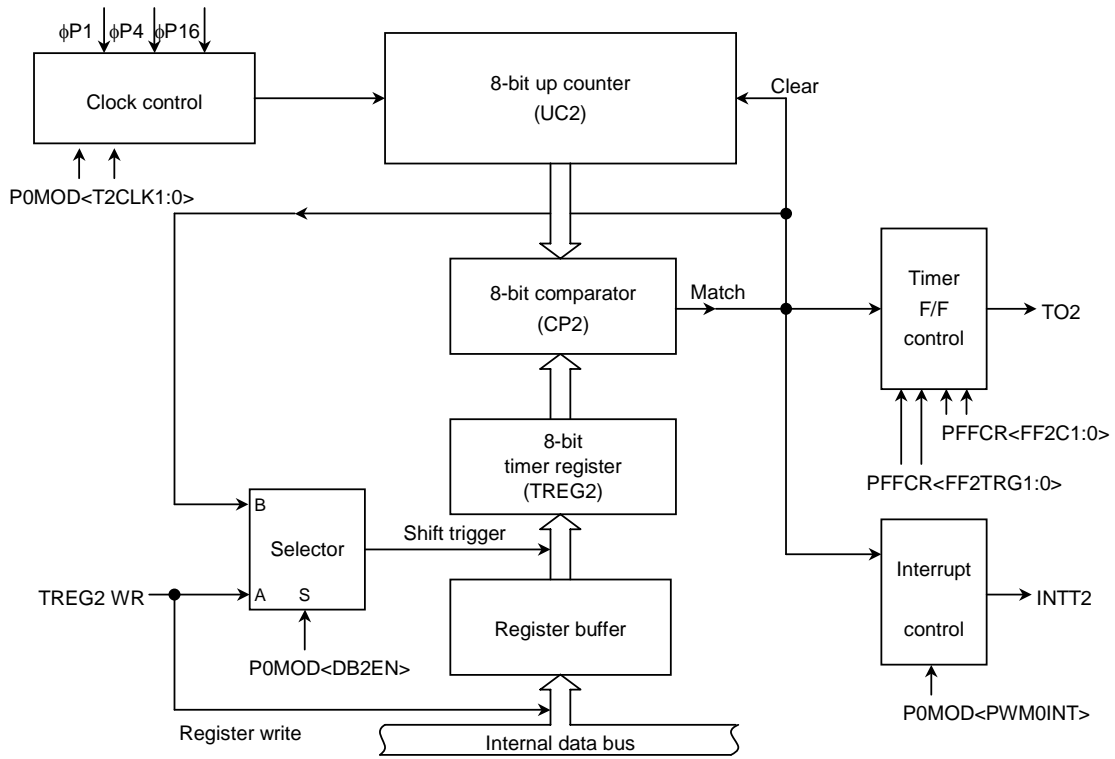 ϕP1 ϕP4 ϕP16
Clock control
P0MOD<T2CLK1:0>
8-bit up counter
(UC2)
Clear
8-bit comparator
(CP2)
Match
Timer
F/F
control
TO2
PFFCR<FF2C1:0>
PFFCR<FF2TRG1:0>
8-bit
timer register
(TREG2)
B
Selector
A S
Shift trigger
TREG2 WR
P0MOD<DB2EN>
Register buffer
Interrupt
control
INTT2
P0MOD<PWM0INT>
Register write
Internal data bus